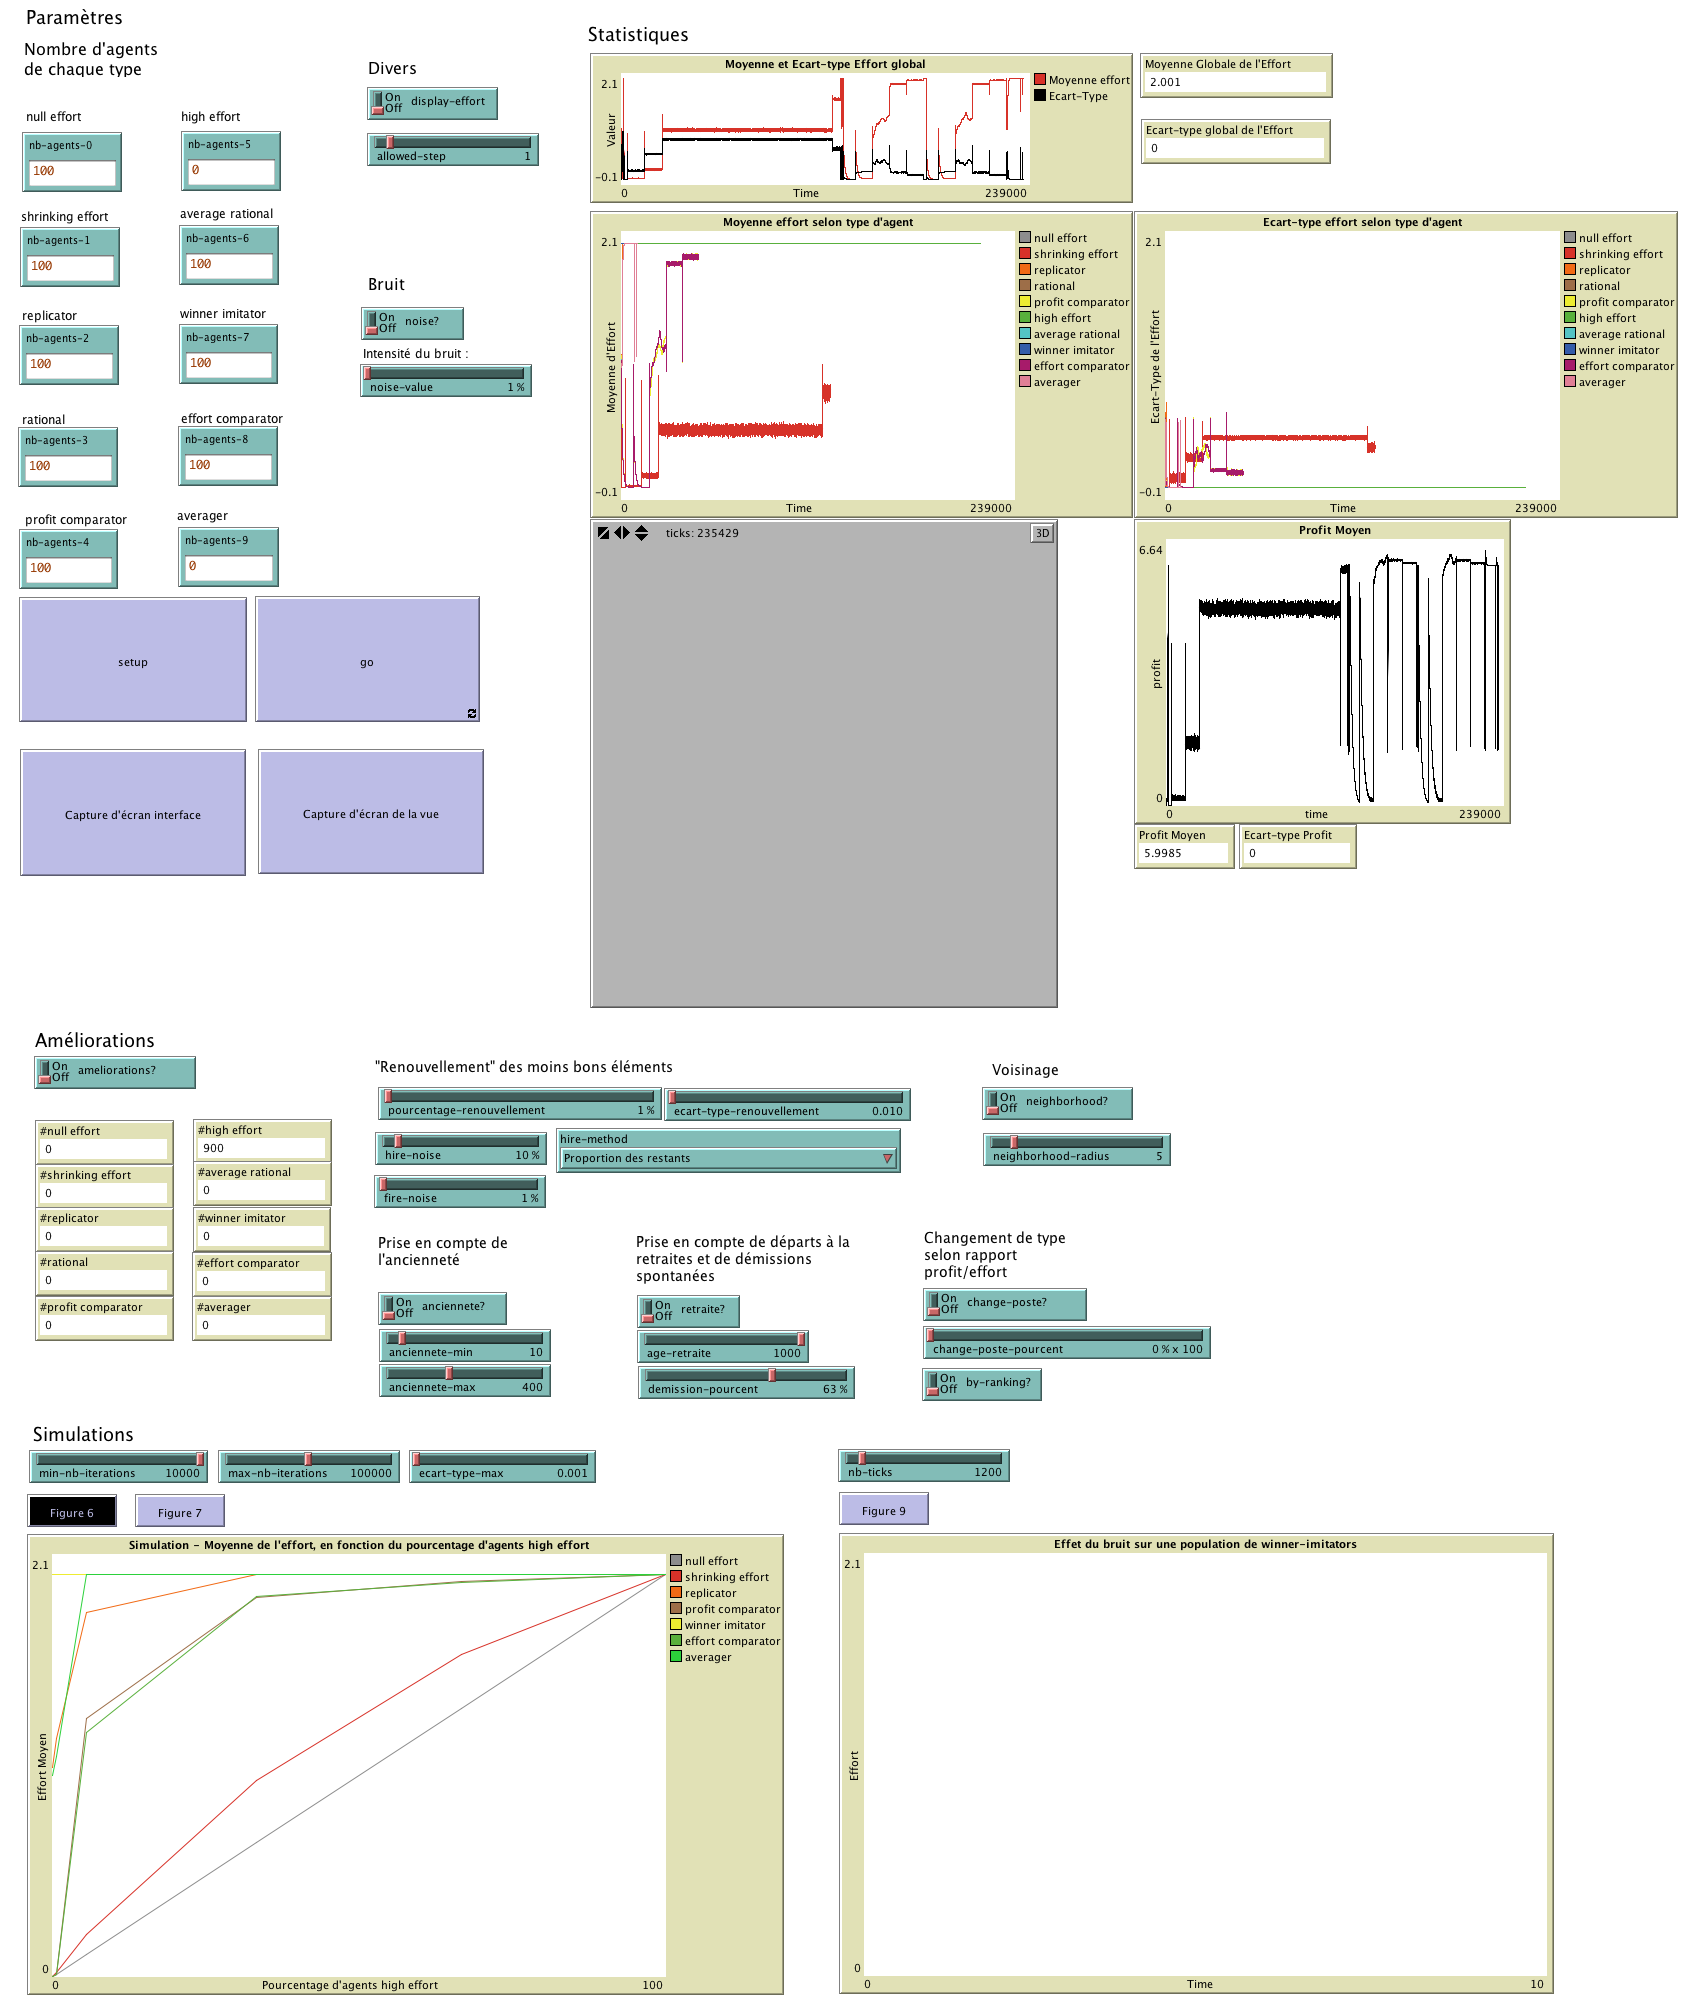 Paramètres
Nombre d'agents
de chaque type
null effort
nb-agents-0
100
high effort
nb-agents-5
0
shrinking effort
nb-agents-1
100
average rational
nb-agents-6
100
replicator
nb-agents-2
100
winner imitator
nb-agents-7
100
rational
nb-agents-3
100
effort comparator
nb-agents-8
100
profit comparator
nb-agents-4
100
averager
nb-agents-9
0
setup
go
Capture d'écran interface
Capture d'écran de la vue
Divers
On
Off
display-effort
allowed-step 1
Bruit
On
Off
noise?
Intensité du bruit :
noise-value 1 %
Statistiques
Moyenne et Ecart-type Effort global
2.1
Valeur
-0.1
0
Time
239000
Moyenne effort
Ecart-Type
Moyenne Globale de l'Effort
2.001
Ecart-type global de l'Effort
0
Moyenne effort selon type d'agent
2.1
Moyenne d'Effort
-0.1
0
Time
239000
null effort
shrinking effort
replicator
rational
profit comparator
high effort
average rational
winner imitator
effort comparator
averager
Ecart-type effort selon type d'agent
2.1
Ecart-Type de l'Effort
-0.1
0
Time
239000
null effort
shrinking effort
replicator
rational
profit comparator
high effort
average rational
winner imitator
effort comparator
averager
ticks: 235429
3D
Profit Moyen
6.64
profit
0
0
time
239000
Profit Moyen
5.9985
Ecart-type Profit
0
Améliorations
On
Off
ameliorations?
#null effort
0
#high effort
900
#shrinking effort
0
#average rational
0
#replicator
0
#winner imitator
0
#rational
0
#effort comparator
0
#profit comparator
0
#averager
0
"Renouvellement" des moins bons éléments
pourcentage-renouvellement 1 %
ecart-type-renouvellement 0.010
hire-noise 10 %
hire-method
Proportion des restants
fire-noise 1 %
Voisinage
On
Off
neighborhood?
neighborhood-radius 5
Prise en compte de
l'ancienneté
On
Off
anciennete?
anciennete-min 10
anciennete-max 400
Prise en compte de départs à la
retraites et de démissions
spontanées
On
Off
retraite?
age-retraite 1000
demission-pourcent 63 %
Changement de type
selon rapport
profit/effort
On
Off
change-poste?
change-poste-pourcent 0 % x 100
On
Off
by-ranking?
Simulations
min-nb-iterations 10000
max-nb-iterations 100000
ecart-type-max 0.001
Figure 6
Figure 7
Simulation - Moyenne de l'effort, en fonction du pourcentage d'agents high effort
2.1
Effort Moyen
0
0
Pourcentage d'agents high effort
100
null effort
shrinking effort
replicator
profit comparator
winner imitator
effort comparator
averager
nb-ticks 1200
Figure 9
Effet du bruit sur une population de winner-imitators
2.1
Effort
0
0
Time
10